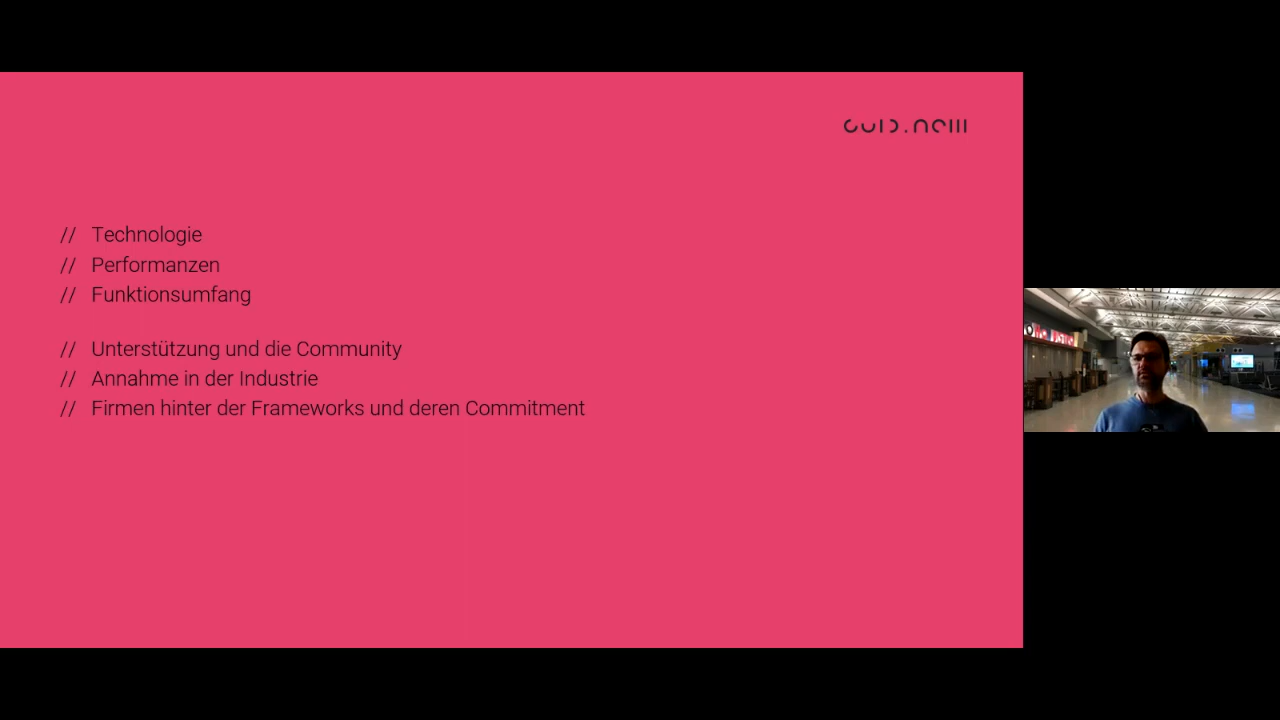 // Technologie
// Performanzen
// Funktionsumfang
// Unterstützung und die Community
// Annahme in der Industrie
// Firmen hinter der Frameworks und deren Commitment